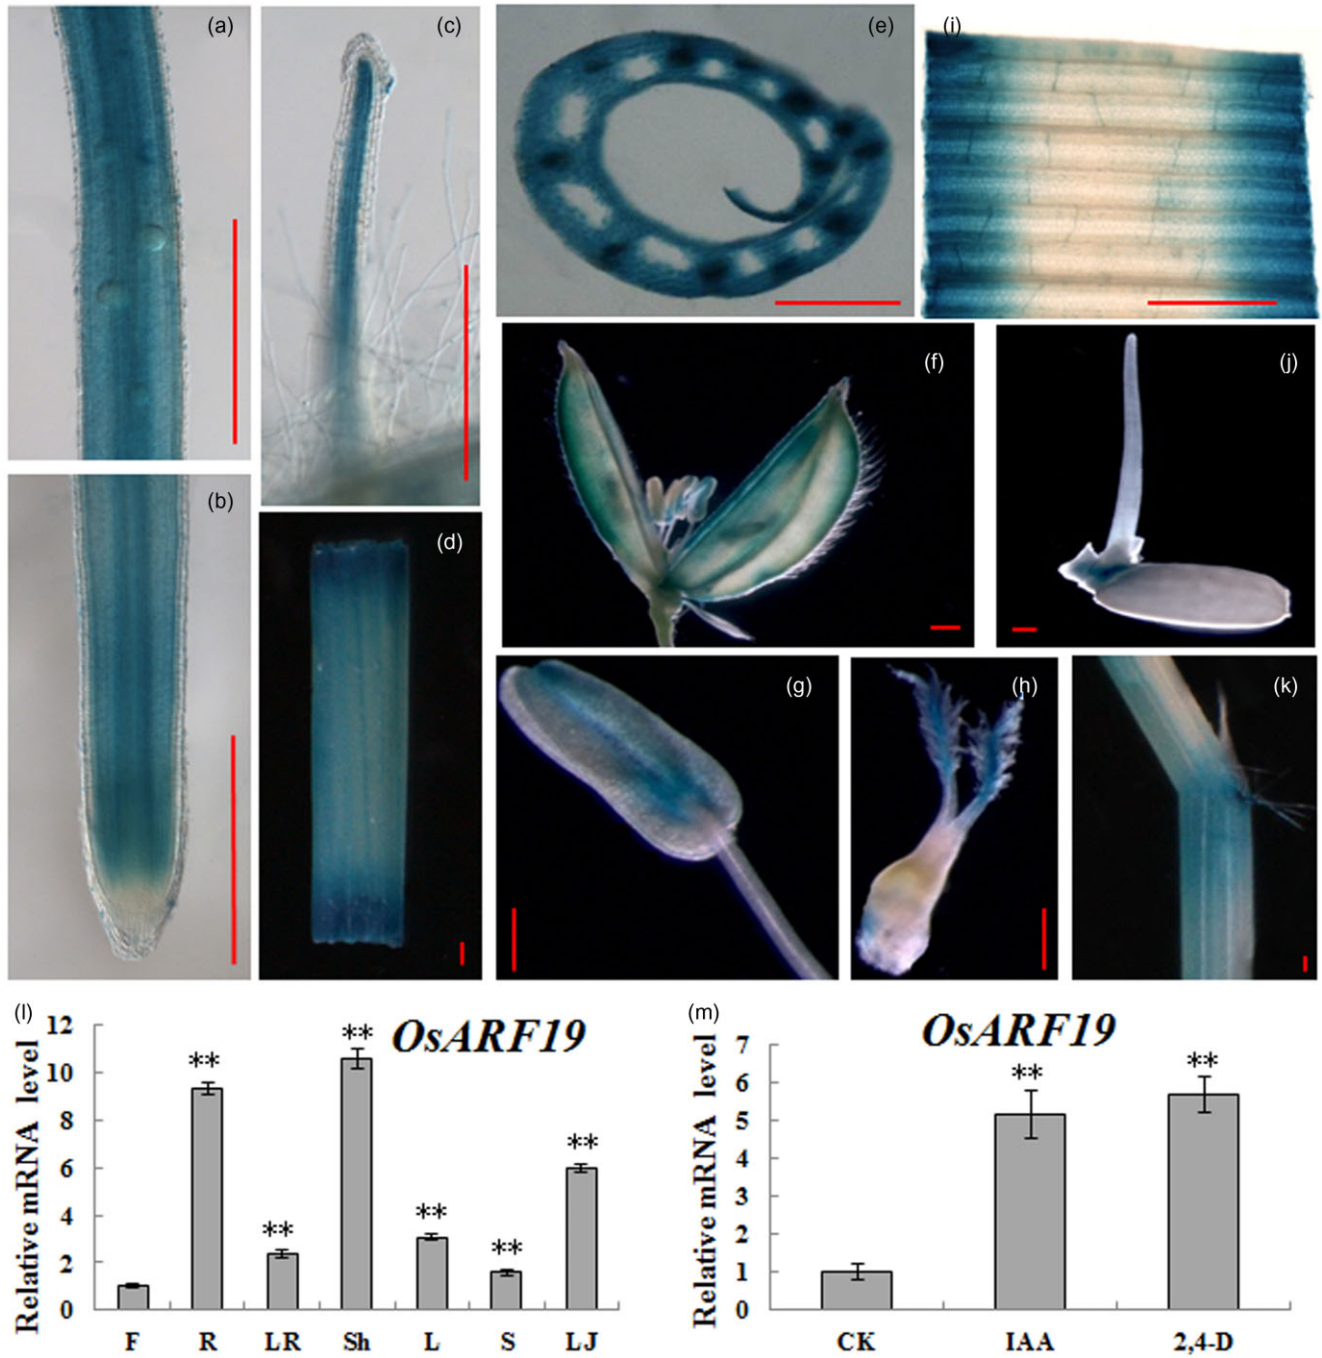 (a)
(c)
(e)
(i)
(b)
(d)
(f)
(j)
(g)
(h)
(k)
(l)
OsARF19
Relative mRNA level
12
10
8
6
4
2
0
**
**
**
**
**
**
F R LR Sh L S LJ
(m)
OsARF19
Relative mRNA level
7
6
5
4
3
2
1
0
**
**
CK IAA 2,4-D